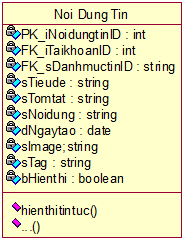 Noi Dung Tin
PK_iNoidungtinID : int
FK_iTaikhoanID : int
FK_sDanhmuctinID : string
sTieude : string
sTomtat : string
sNoidung : string
dNgaytao : date
sImage;string
sTag : string
bHienthi : boolean
hienthitintuc()
...()